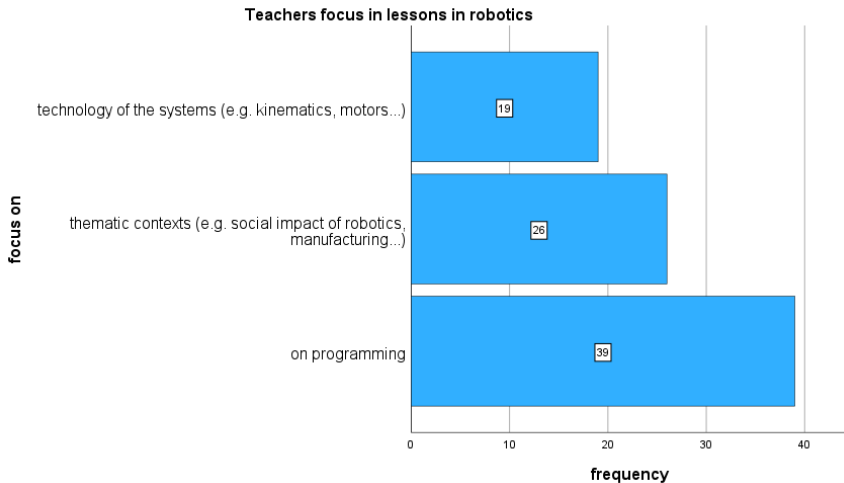 Teachers focus in lessons in robotics
technology of the systems (e.g. kinematics, motors...)
19
thematic contexts (e.g. social impact of robotics,
manufacturing...)
26
on programming
39
focus on
0 10 20 30 40
frequency